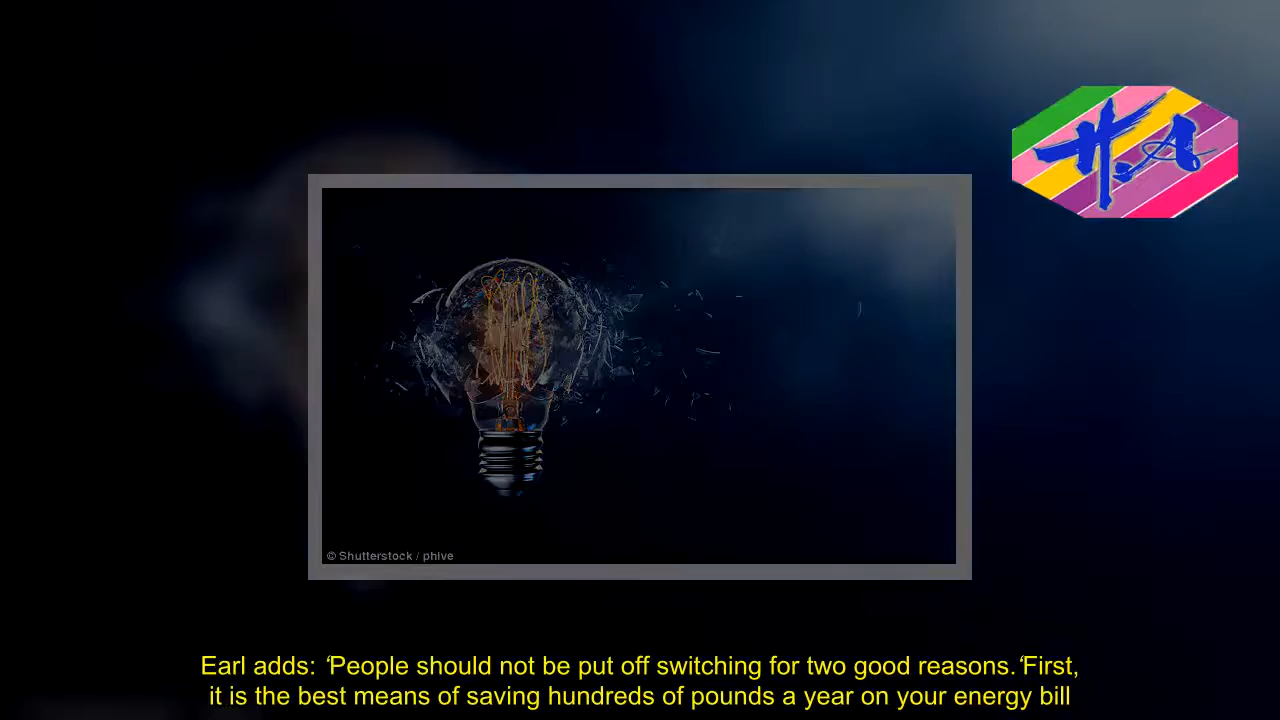 H.A
© Shutterstock / phive
Earl adds: ‘People should not be put off switching for two good reasons.‘First,
it is the best means of saving hundreds of pounds a year on your energy bill